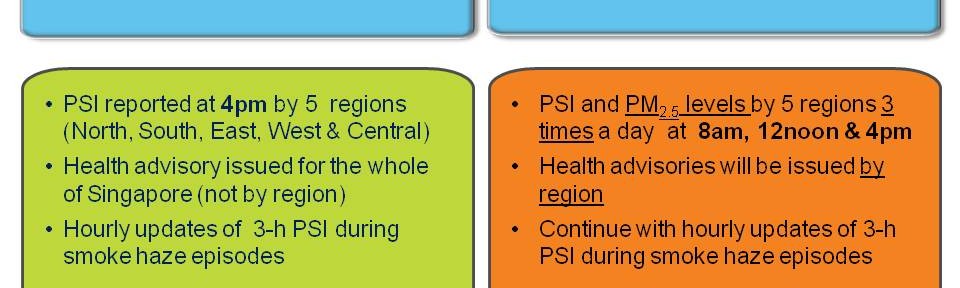 • PSI reported at 4pm by 5 regions
(North, South, East, West & Central)
• Health advisory issued for the whole
of Singapore (not by region)
• Hourly updates of 3-h PSI during
smoke haze episodes
• PSI and PM2.5 levels by 5 regions 3
times a day at 8am, 12noon & 4pm
• Health advisories will be issued by
region
• Continue with hourly updates of 3-h
PSI during smoke haze episodes